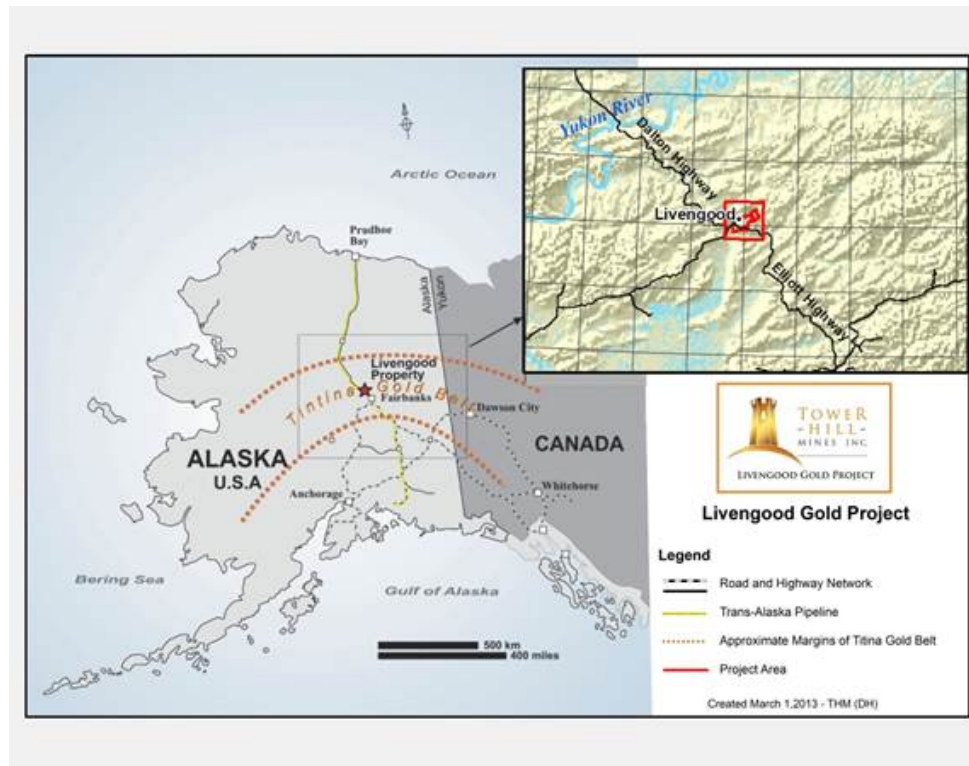 Arctic Ocean
Prudhoe
Bay
Alaska
Yukon
Livengood
Property
Tintina Gold Belt
Fairbanks
Dawson City
ALASKA
U.S.A
CANADA
Anchorage
Whitehorse
Bering Sea
Gulf of Alaska
500 km
400 miles
Yukon River
Dalton Highway
Livengood
Elliott Highway
TOWER
-HILL-
MINES INC
LIVENGOOD GOLD PROJECT
Livengood Gold Project
Legend
Road and Highway Network
Trans-Alaska Pipeline
Approximate Margins of Titina Gold Belt
Project Area
Created March 1,2013 - THM (DH)